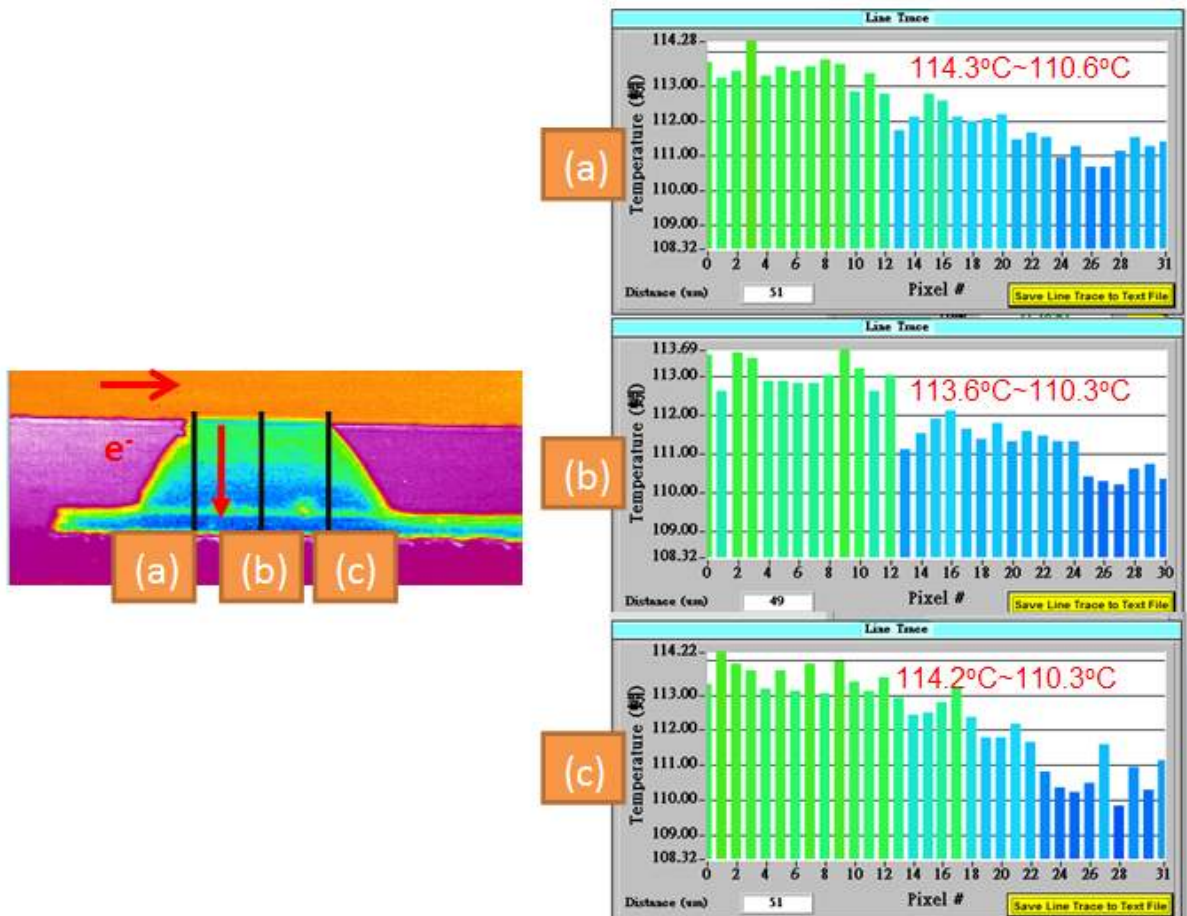 e-
(a)
(b)
(c)
(a)
Line Trace
114.28
113.00
112.00
111.00
110.00
109.00
108.32
Temperature
114.3°C~110.6°C
0 2 4 6 8 10 12 14 16 18 20 22 24 26 28 31
Distance (um) 51 Pixel # Save Line Trace to Text File
(b)
Line Trace
113.69
113.00
112.00
111.00
110.00
109.00
108.32
Temperature
113.6°C~110.3°C
0 2 4 6 8 10 12 14 16 18 20 22 24 26 28 30
Distance (um) 49 Pixel # Save Line Trace to Text File
(c)
Line Trace
114.22
113.00
112.00
111.00
110.00
109.00
108.32
Temperature
114.2°C~110.3°C
0 2 4 6 8 10 12 14 16 18 20 22 24 26 28 31
Distance (um) 51 Pixel # Save Line Trace to Text File